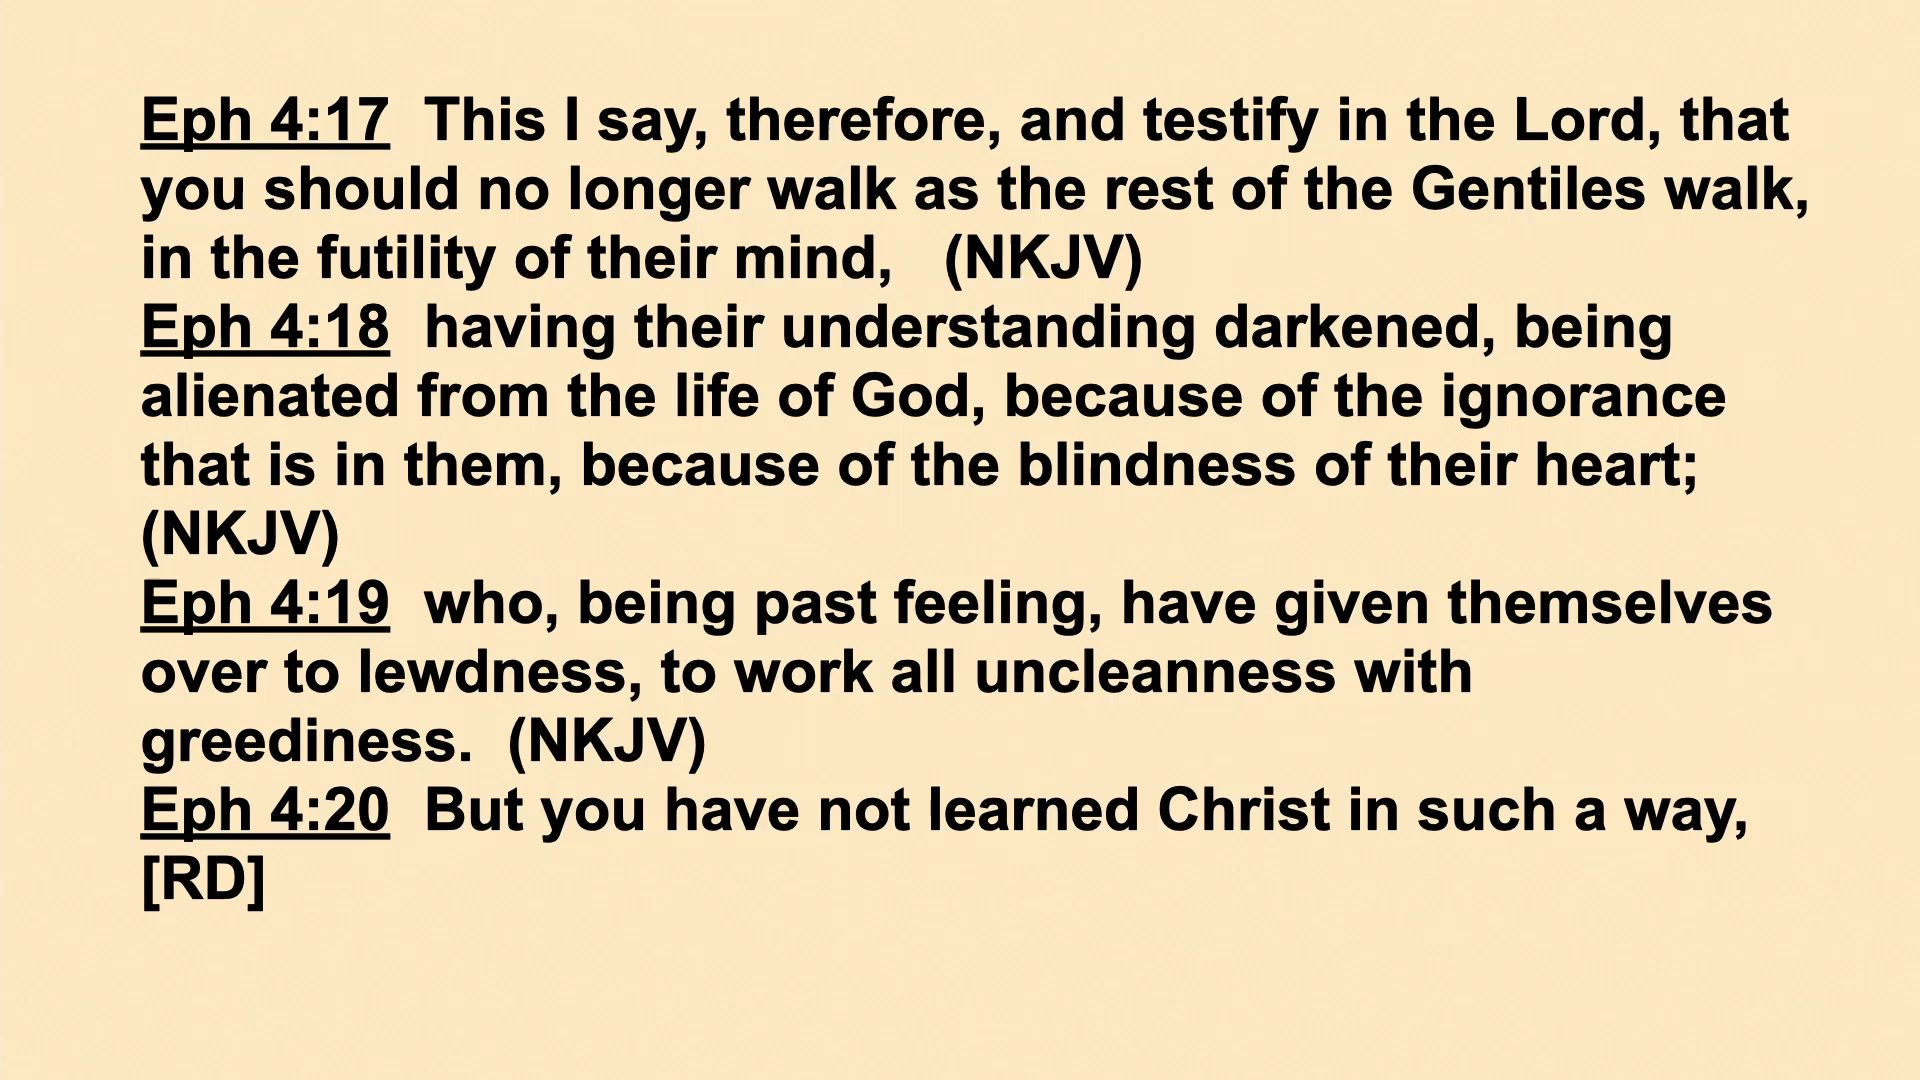 Eph 4:17  This I say, therefore, and testify in the Lord, that
you should no longer walk as the rest of the Gentiles walk,
in the futility of their mind,   (NKJV)
Eph 4:18  having their understanding darkened, being
alienated from the life of God, because of the ignorance
that is in them, because of the blindness of their heart;
(NKJV)
Eph 4:19  who, being past feeling, have given themselves
over to lewdness, to work all uncleanness with
greediness.  (NKJV)
Eph 4:20  But you have not learned Christ in such a way,
[RD]